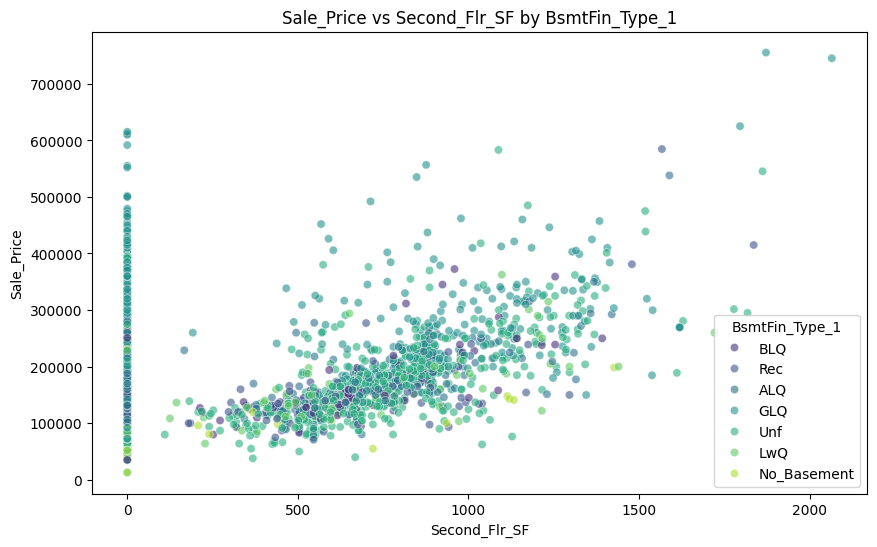 Sale_Price vs Second_Flr_SF by BsmtFin_Type_1
Sale_Price
700000
600000
500000
400000
300000
200000
100000
0
BsmtFin_Type_1
BLQ
Rec
ALQ
GLQ
Unf
LwQ
No_Basement
0
500
1000
1500
2000
Second_Flr_SF